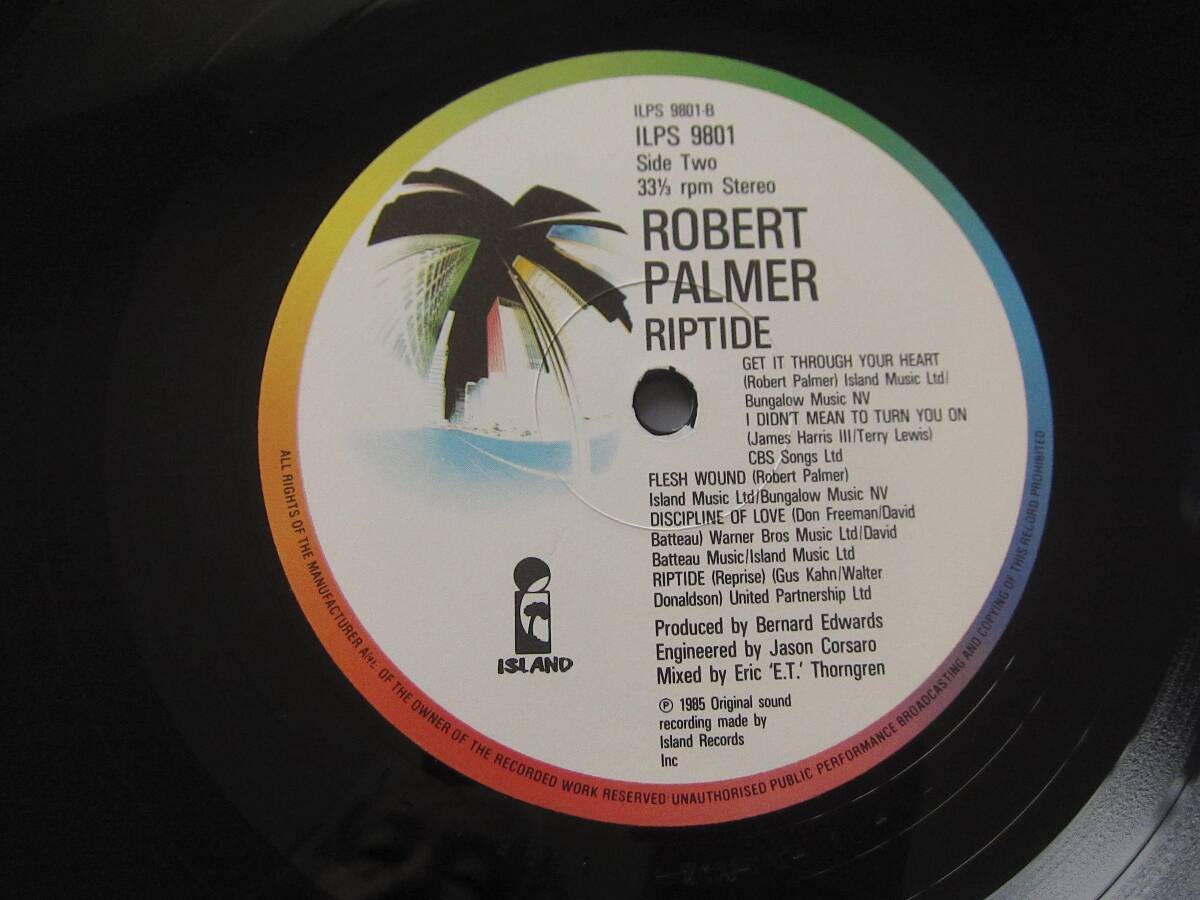 ILPS 9801-B
ILPS 9801
Side Two
33⅓ rpm Stereo
ROBERT
PALMER
RIPTIDE
GET IT THROUGH YOUR HEART
(Robert Palmer) Island Music Ltd/
Bungalow Music NV
I DIDN'T MEAN TO TURN YOU ON
(James Harris III/Terry Lewis)
CBS Songs Ltd
FLESH WOUND (Robert Palmer)
Island Music Ltd/Bungalow Music NV
DISCIPLINE OF LOVE (Don Freeman/David
Batteau) Warner Bros Music Ltd/David
Batteau Music/Island Music Ltd
RIPTIDE (Reprise) (Gus Kahn/Walter
Donaldson) United Partnership Ltd
Produced by Bernard Edwards
Engineered by Jason Corsaro
Mixed by Eric 'E.T.' Thorngren
℗ 1985 Original sound
recording made by
Island Records
Inc
ISLAND
ALL RIGHTS OF THE MANUFACTURER AND OF THE OWNER OF THE RECORDED WORK RESERVED UNAUTHORISED PUBLIC PERFORMANCE BROADCASTING AND COPYING OF THIS RECORD PROHIBITED